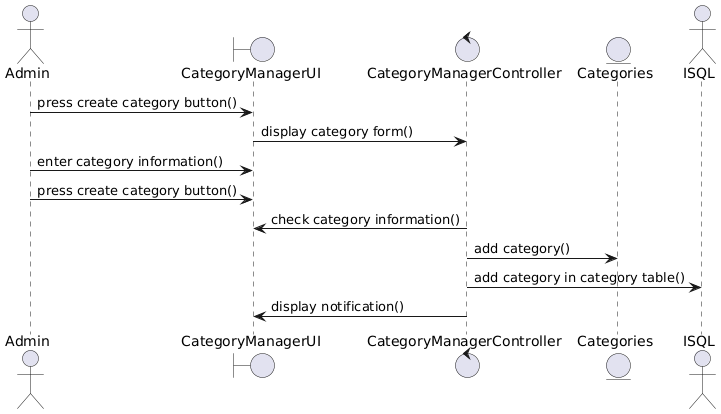 Admin
CategoryManagerUI
CategoryManagerController
Categories
ISQL
press create category button()
display category form()
enter category information()
press create category button()
check category information()
add category()
add category in category table()
display notification()
Admin
CategoryManagerUI
CategoryManagerController
Categories
ISQL